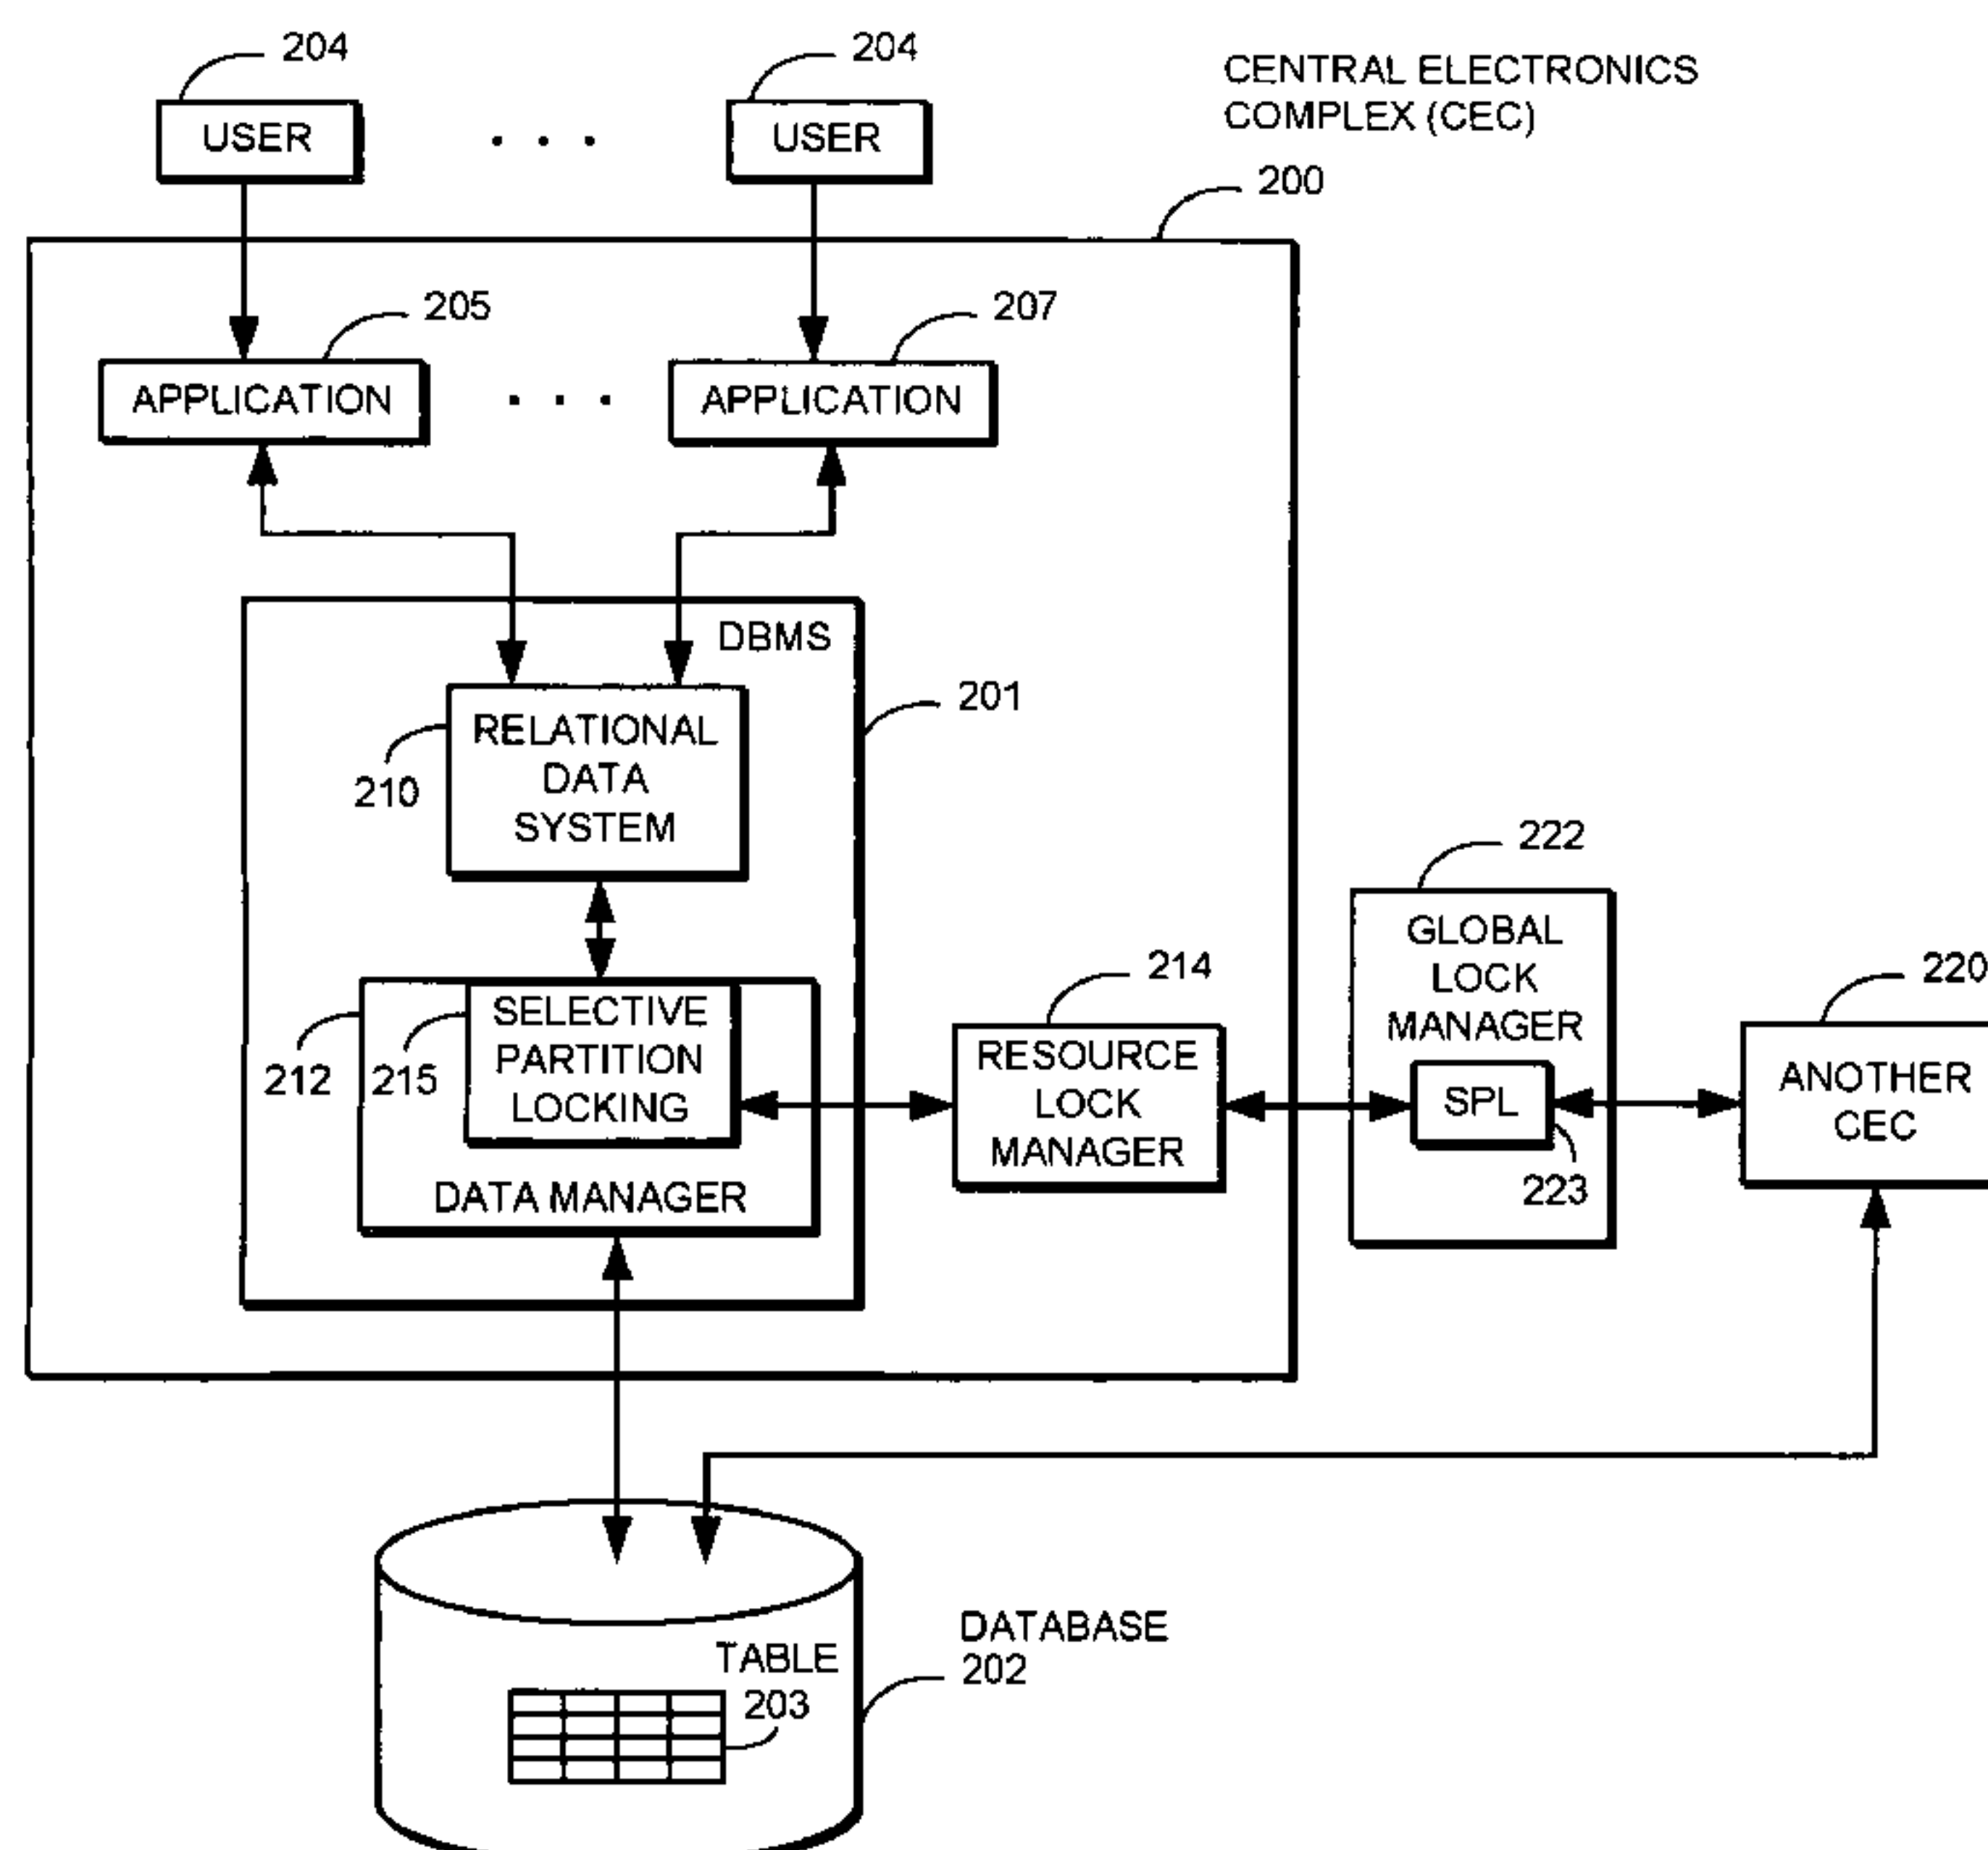 204
204
CENTRAL ELECTRONICS
COMPLEX (CEC)
USER
. . .
USER
200
205
207
APPLICATION
. . .
APPLICATION
DBMS
201
RELATIONAL
DATA
SYSTEM
210
222
GLOBAL
LOCK
MANAGER
214
220
SELECTIVE
PARTITION
LOCKING
212
215
RESOURCE
LOCK
MANAGER
SPL
223
ANOTHER
CEC
DATA MANAGER
DATABASE
202
TABLE
203